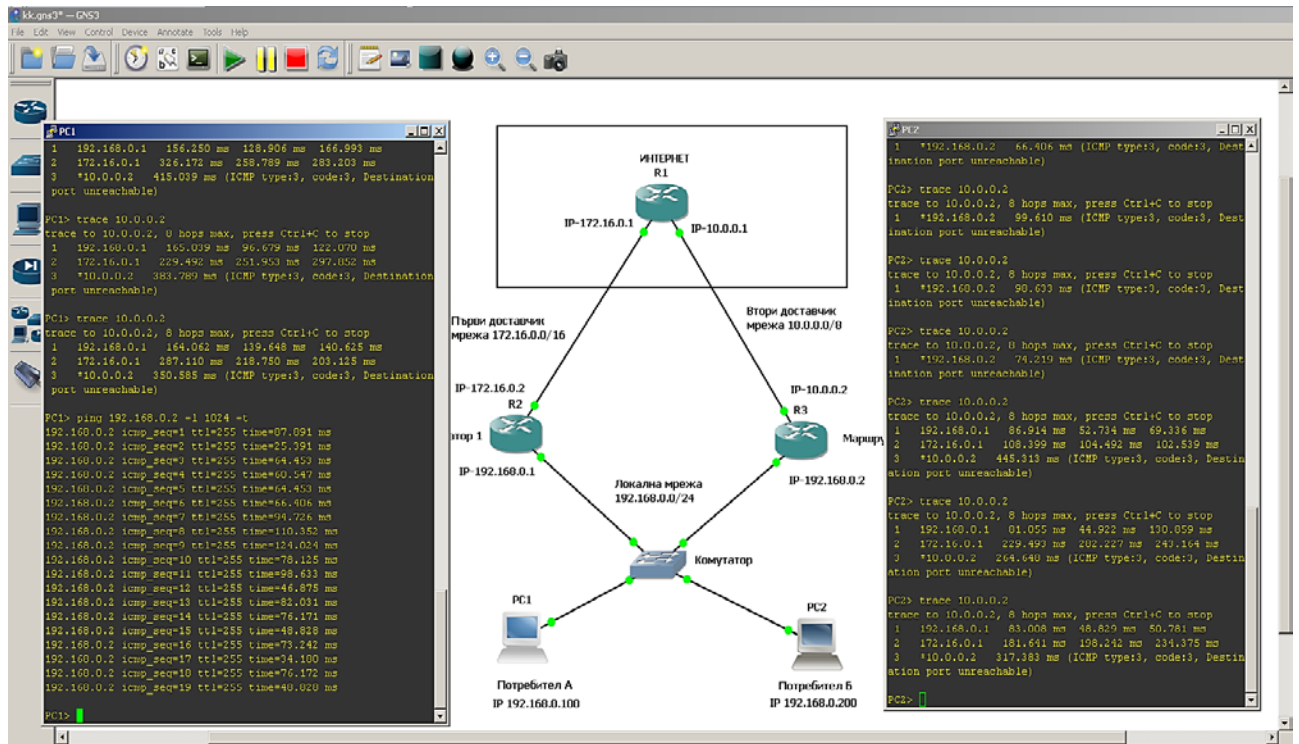 kk.gns3* — GNS3
File Edit View Control Device Annotate Tools Help
PC1
1 192.168.0.1 156.250 ms 128.906 ms 166.993 ms
2 172.16.0.1 326.172 ms 258.789 ms 283.203 ms
3 *10.0.0.2 415.039 ms (ICMP type:3, code:3, Destination
port unreachable)
PC1> trace 10.0.0.2
trace to 10.0.0.2, 8 hops max, press Ctrl+C to stop
1 192.168.0.1 165.039 ms 96.679 ms 122.070 ms
2 172.16.0.1 229.492 ms 251.953 ms 297.852 ms
3 *10.0.0.2 383.789 ms (ICMP type:3, code:3, Destination
port unreachable)
PC1> trace 10.0.0.2
trace to 10.0.0.2, 8 hops max, press Ctrl+C to stop
1 192.168.0.1 164.062 ms 139.648 ms 140.625 ms
2 172.16.0.1 287.110 ms 218.750 ms 203.125 ms
3 *10.0.0.2 350.585 ms (ICMP type:3, code:3, Destination
port unreachable)
PC1> ping 192.168.0.2 -l 1024 -t
192.168.0.2 icmp_seq=1 ttl=255 time=87.891 ms
192.168.0.2 icmp_seq=2 ttl=255 time=25.391 ms
192.168.0.2 icmp_seq=3 ttl=255 time=64.453 ms
192.168.0.2 icmp_seq=4 ttl=255 time=60.547 ms
192.168.0.2 icmp_seq=5 ttl=255 time=64.453 ms
192.168.0.2 icmp_seq=6 ttl=255 time=66.406 ms
192.168.0.2 icmp_seq=7 ttl=255 time=94.726 ms
192.168.0.2 icmp_seq=8 ttl=255 time=110.352 ms
192.168.0.2 icmp_seq=9 ttl=255 time=124.024 ms
192.168.0.2 icmp_seq=10 ttl=255 time=78.125 ms
192.168.0.2 icmp_seq=11 ttl=255 time=98.633 ms
192.168.0.2 icmp_seq=12 ttl=255 time=46.875 ms
192.168.0.2 icmp_seq=13 ttl=255 time=82.031 ms
192.168.0.2 icmp_seq=14 ttl=255 time=76.171 ms
192.168.0.2 icmp_seq=15 ttl=255 time=48.828 ms
192.168.0.2 icmp_seq=16 ttl=255 time=73.242 ms
192.168.0.2 icmp_seq=17 ttl=255 time=34.180 ms
192.168.0.2 icmp_seq=18 ttl=255 time=76.172 ms
192.168.0.2 icmp_seq=19 ttl=255 time=48.828 ms
PC1>
ИНТЕРНЕТ
R1
IP-172.16.0.1
IP-10.0.0.1
Първи доставчик
мрежа 172.16.0.0/16
Втори доставчик
мрежа 10.0.0.0/8
IP-172.16.0.2
R2
IP-10.0.0.2
R3
атор 1
Маршру
IP-192.168.0.1
IP-192.168.0.2
Локална мрежа
192.168.0.0/24
Комутатор
PC1
PC2
Потребител А
IP 192.168.0.100
Потребител Б
IP 192.168.0.200
PC2
1 *192.168.0.2 66.406 ms (ICMP type:3, code:3, Dest
ination port unreachable)
PC2> trace 10.0.0.2
trace to 10.0.0.2, 8 hops max, press Ctrl+C to stop
1 *192.168.0.2 99.610 ms (ICMP type:3, code:3, Dest
ination port unreachable)
PC2> trace 10.0.0.2
trace to 10.0.0.2, 8 hops max, press Ctrl+C to stop
1 *192.168.0.2 98.633 ms (ICMP type:3, code:3, Dest
ination port unreachable)
PC2> trace 10.0.0.2
trace to 10.0.0.2, 8 hops max, press Ctrl+C to stop
1 *192.168.0.2 74.219 ms (ICMP type:3, code:3, Dest
ination port unreachable)
PC2> trace 10.0.0.2
trace to 10.0.0.2, 8 hops max, press Ctrl+C to stop
1 192.168.0.1 86.914 ms 52.734 ms 69.336 ms
2 172.16.0.1 108.399 ms 104.492 ms 102.539 ms
3 *10.0.0.2 445.313 ms (ICMP type:3, code:3, Destin
ation port unreachable)
PC2> trace 10.0.0.2
trace to 10.0.0.2, 8 hops max, press Ctrl+C to stop
1 192.168.0.1 81.055 ms 44.922 ms 130.859 ms
2 172.16.0.1 229.493 ms 282.227 ms 243.164 ms
3 *10.0.0.2 264.648 ms (ICMP type:3, code:3, Destin
ation port unreachable)
PC2> trace 10.0.0.2
trace to 10.0.0.2, 8 hops max, press Ctrl+C to stop
1 192.168.0.1 83.008 ms 48.829 ms 50.781 ms
2 172.16.0.1 181.641 ms 198.242 ms 234.375 ms
3 *10.0.0.2 317.383 ms (ICMP type:3, code:3, Destin
ation port unreachable)
PC2>